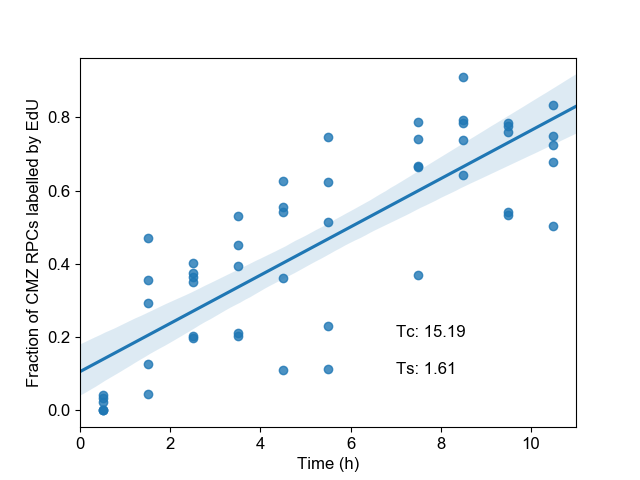 Fraction of CMZ RPCs labelled by EdU
0.8
0.6
0.4
0.2
0.0
Tc: 15.19
Ts: 1.61
0 2 4 6 8 10
Time (h)